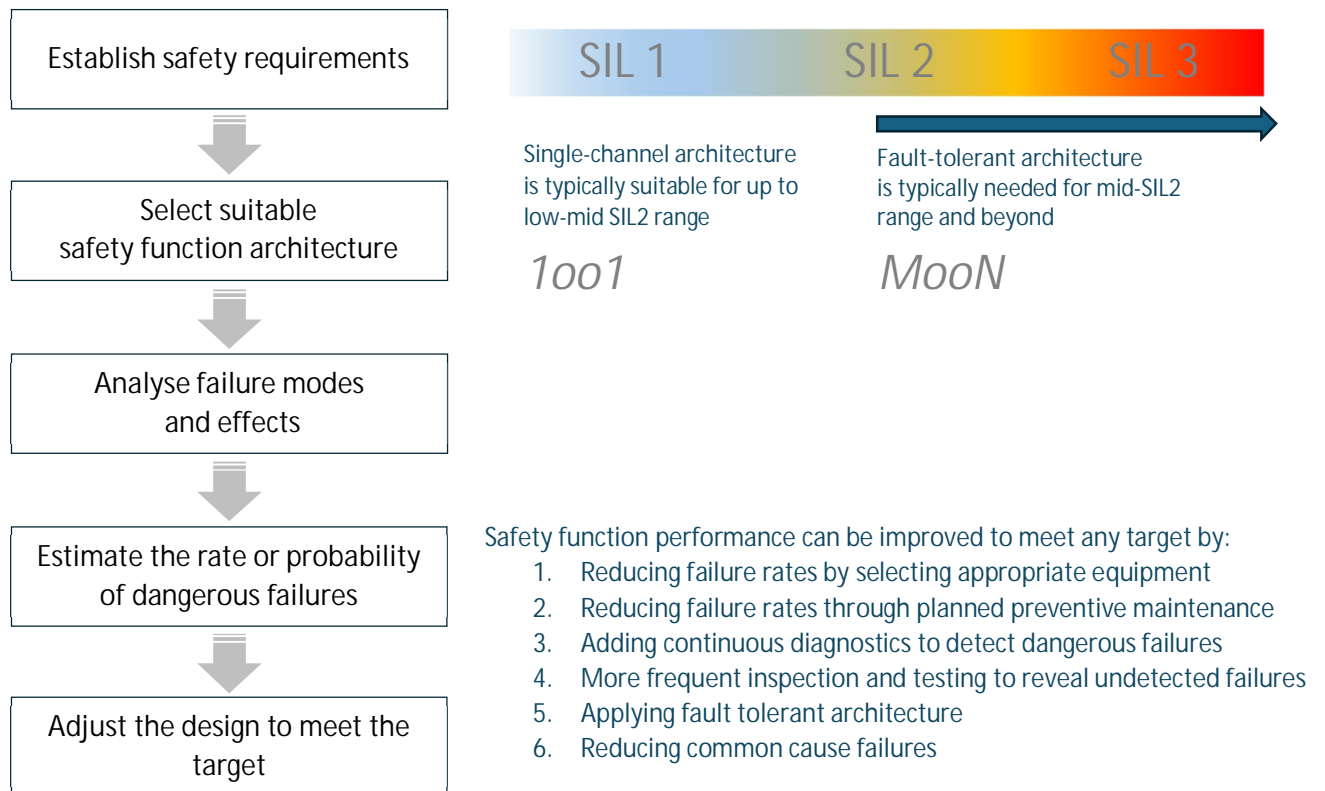 Establish safety requirements
Select suitable
safety function architecture
Analyse failure modes
and effects
Estimate the rate or probability
of dangerous failures
Adjust the design to meet the
target
SIL 1 SIL 2 SIL 3
Single-channel architecture
is typically suitable for up to
low-mid SIL2 range
1oo1
Fault-tolerant architecture
is typically needed for mid-SIL2
range and beyond
MooN
Safety function performance can be improved to meet any target by:
1. Reducing failure rates by selecting appropriate equipment
2. Reducing failure rates through planned preventive maintenance
3. Adding continuous diagnostics to detect dangerous failures
4. More frequent inspection and testing to reveal undetected failures
5. Applying fault tolerant architecture
6. Reducing common cause failures